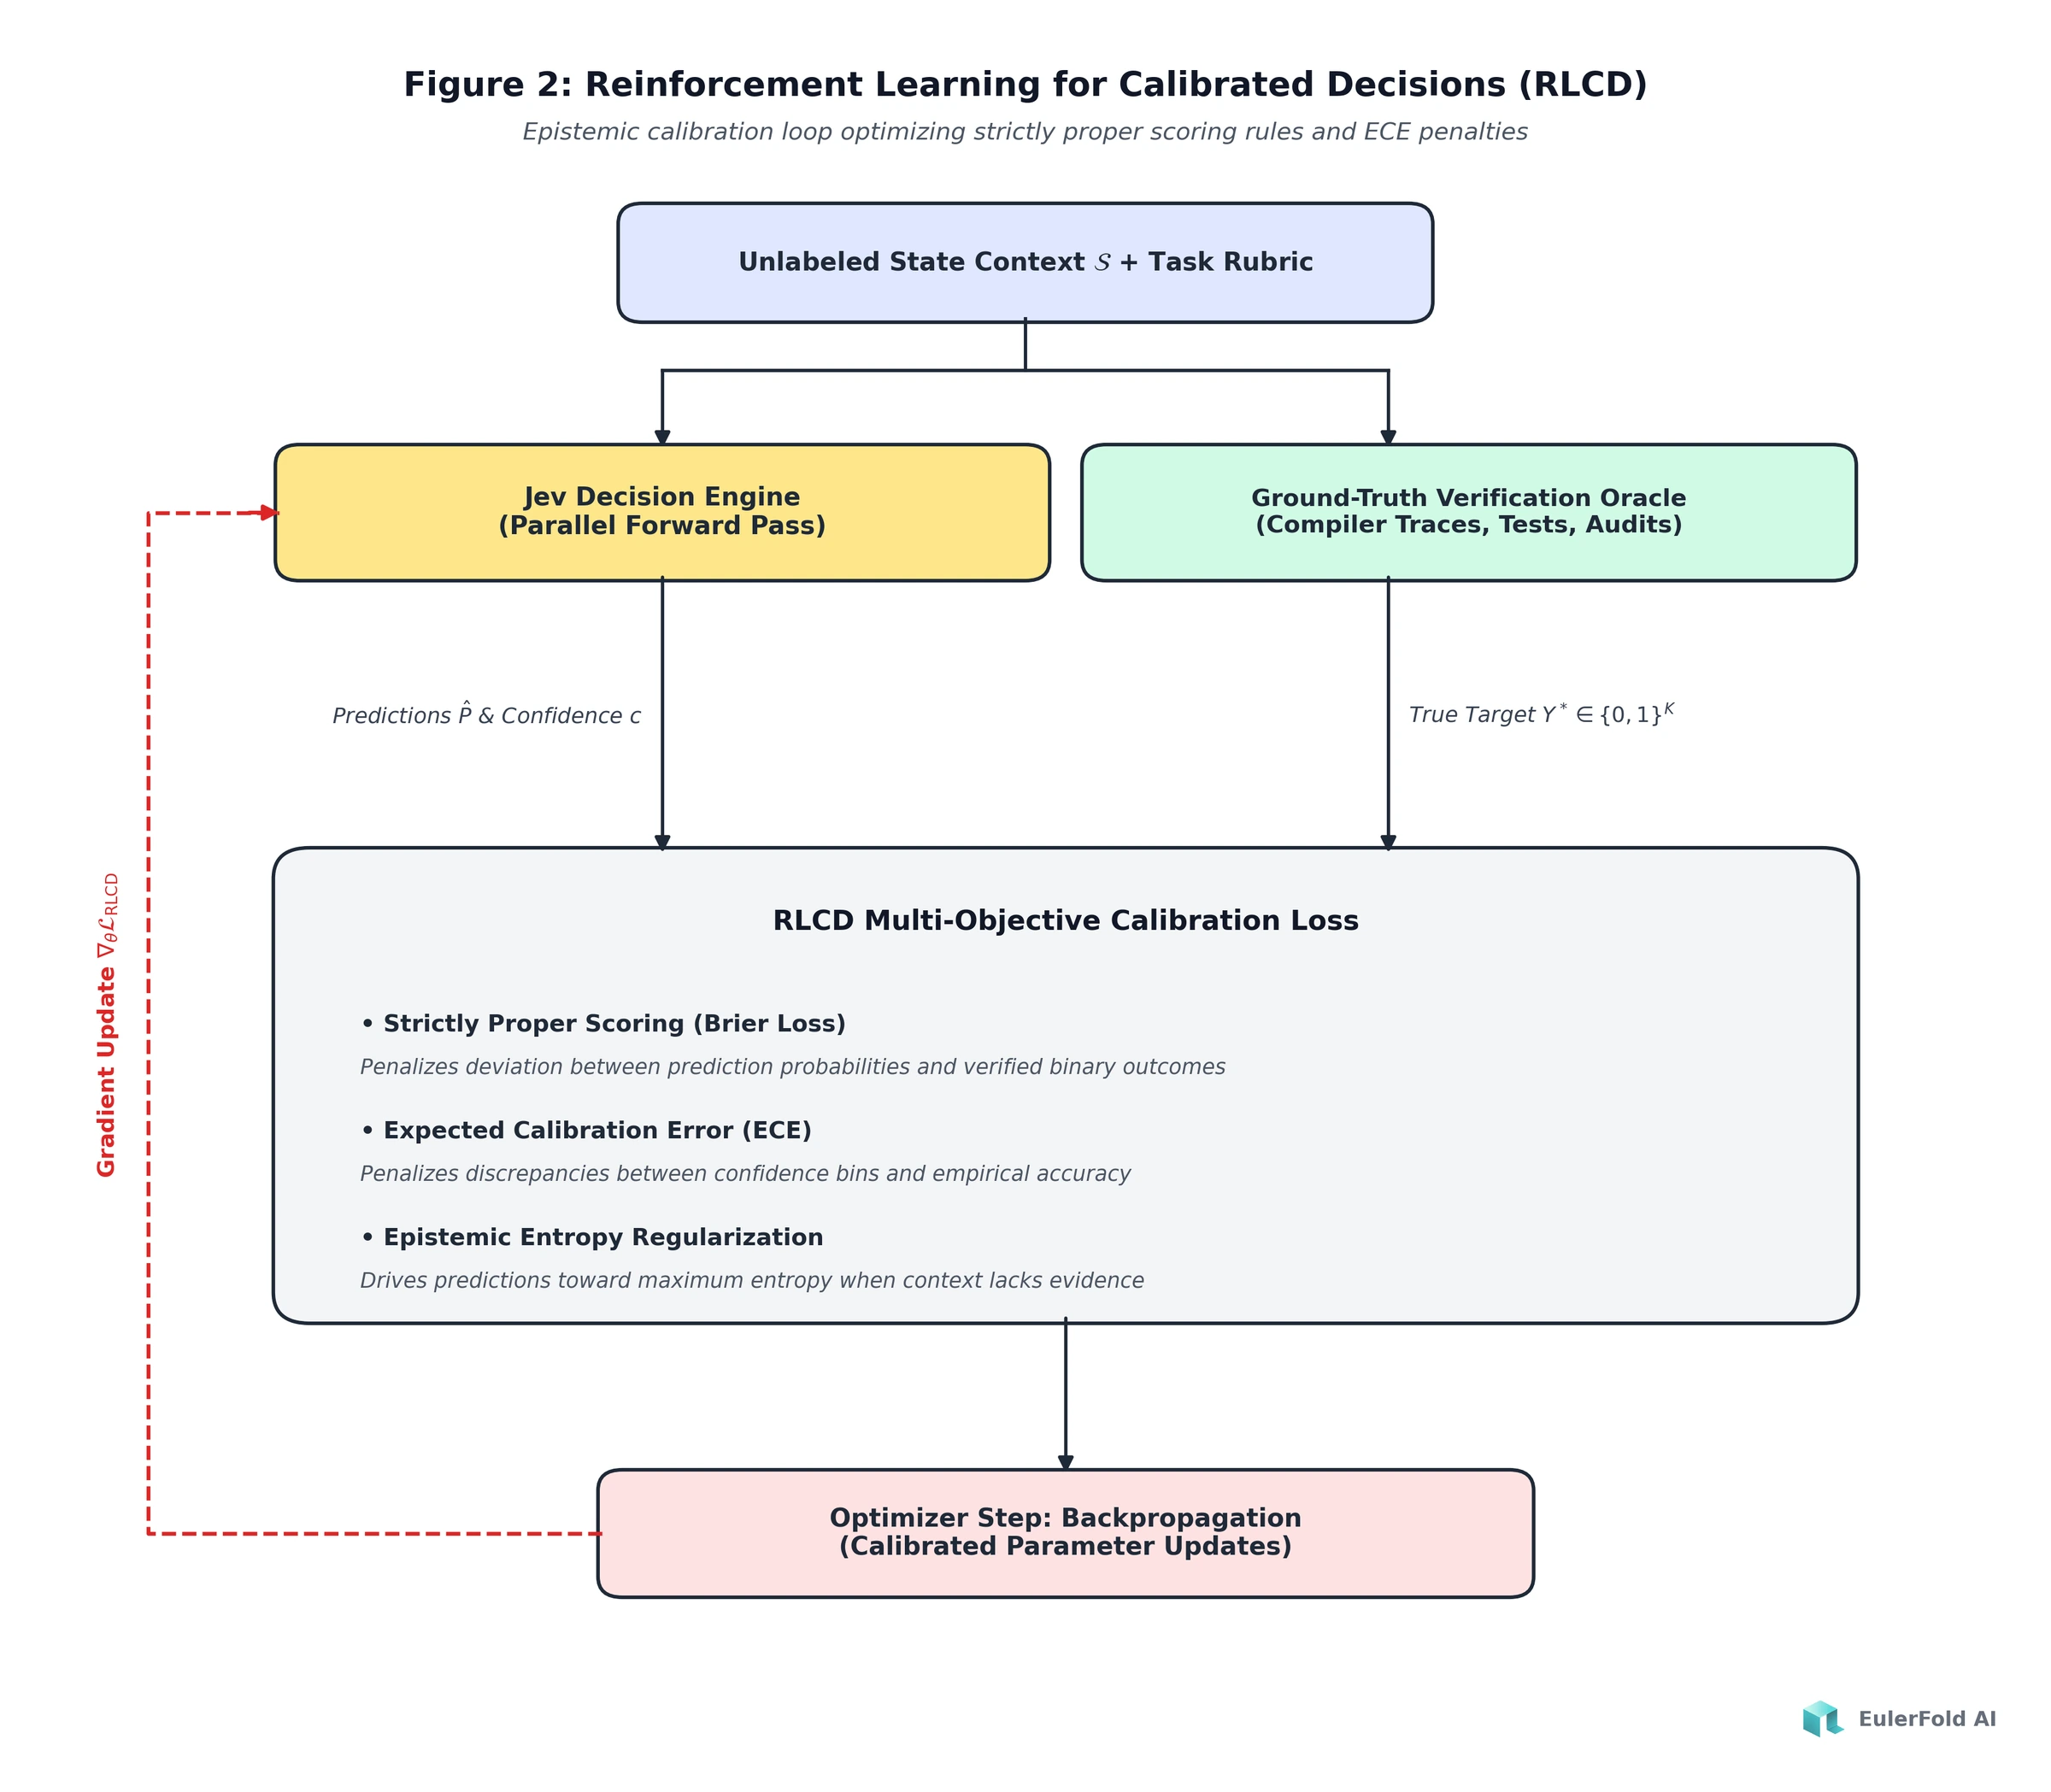 Figure 2: Reinforcement Learning for Calibrated Decisions (RLCD)
Epistemic calibration loop optimizing strictly proper scoring rules and ECE penalties
Unlabeled State Context 𝒮 + Task Rubric
Jev Decision Engine
(Parallel Forward Pass)
Ground-Truth Verification Oracle
(Compiler Traces, Tests, Audits)
Predictions P̂ & Confidence c
True Target Y* ∈ {0, 1}^K
Gradient Update ∇θℒRLCD
RLCD Multi-Objective Calibration Loss
• Strictly Proper Scoring (Brier Loss)
Penalizes deviation between prediction probabilities and verified binary outcomes
• Expected Calibration Error (ECE)
Penalizes discrepancies between confidence bins and empirical accuracy
• Epistemic Entropy Regularization
Drives predictions toward maximum entropy when context lacks evidence
Optimizer Step: Backpropagation
(Calibrated Parameter Updates)
EulerFold AI